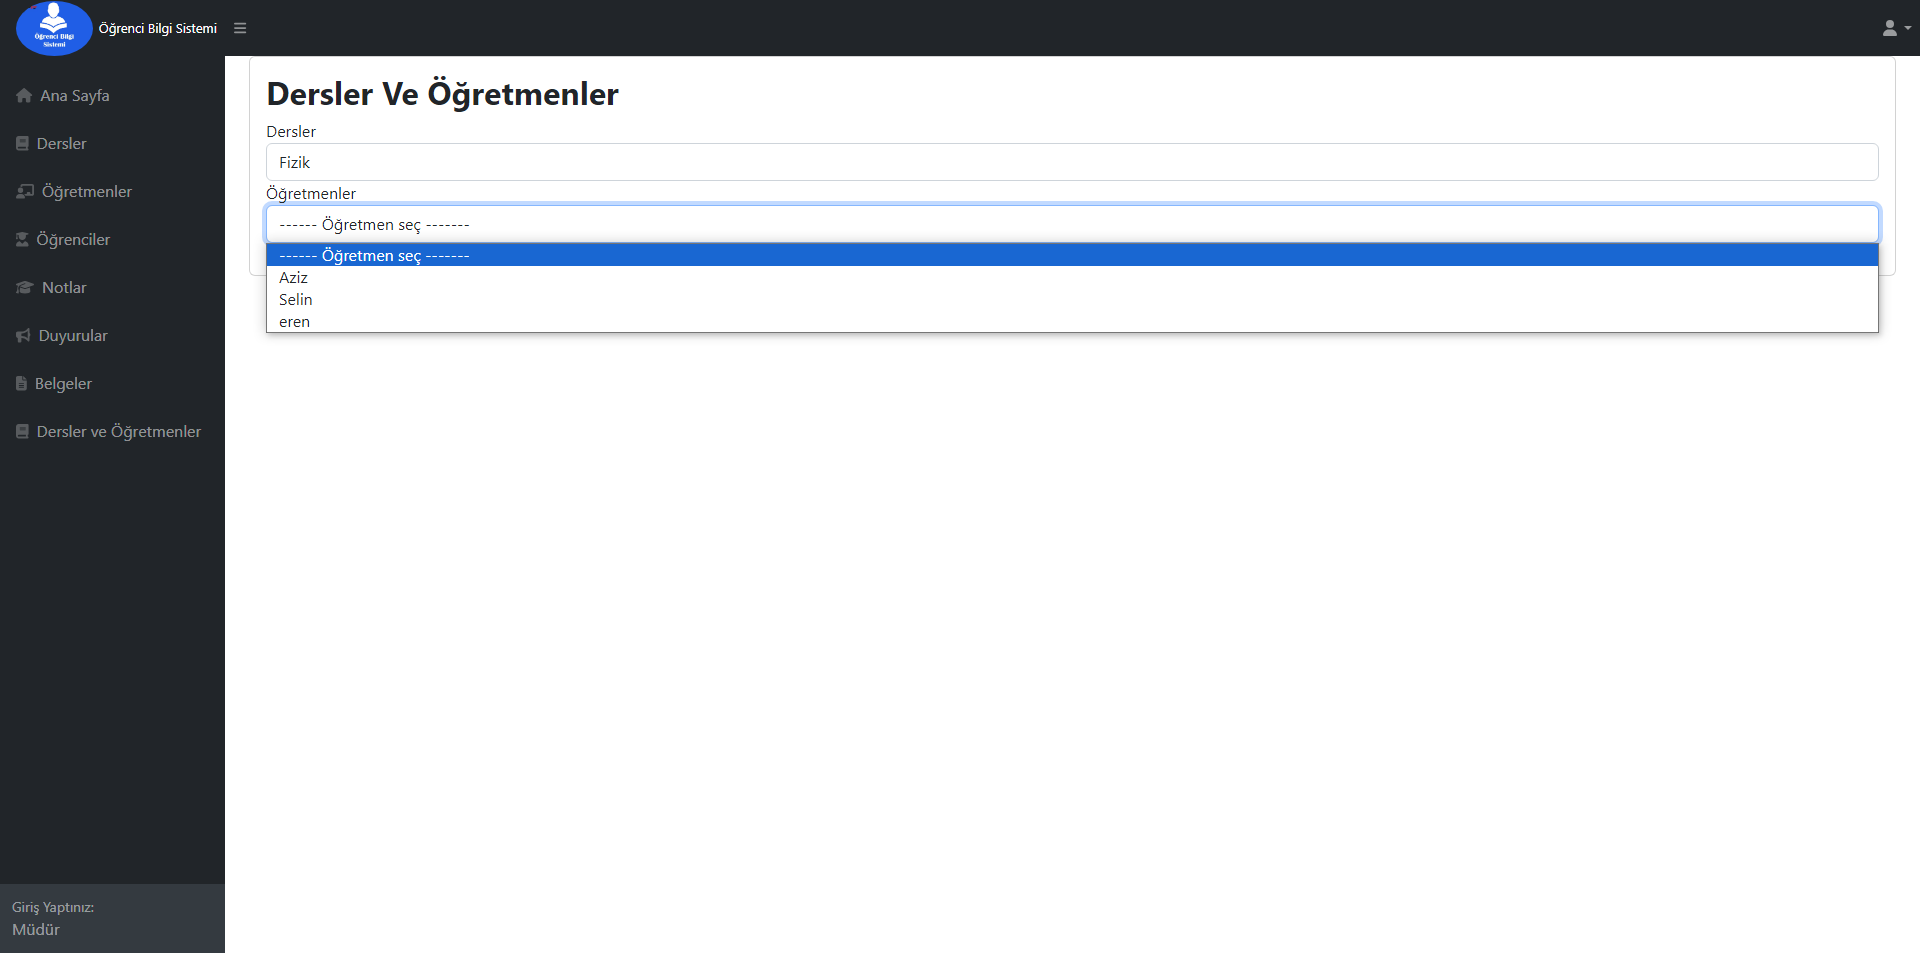 Öğrenci Bilgi
Sistemi
Öğrenci Bilgi Sistemi
Ana Sayfa
Dersler
Öğretmenler
Öğrenciler
Notlar
Duyurular
Belgeler
Dersler ve Öğretmenler
Giriş Yaptınız:
Müdür
Dersler Ve Öğretmenler
Dersler
Fizik
Öğretmenler
------ Öğretmen seç -------
------ Öğretmen seç -------
Aziz
Selin
eren